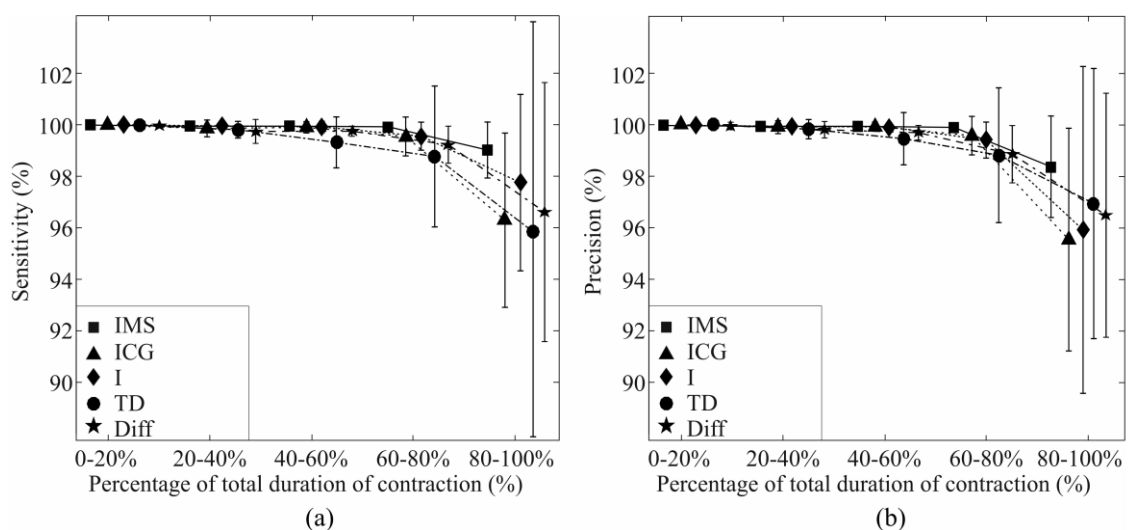 102
100
98
96
94
92
90
Sensitivity (%)
IMS
ICG
I
TD
Diff
0-20% 20-40% 40-60% 60-80% 80-100%
Percentage of total duration of contraction (%)
(a)
102
100
98
96
94
92
90
Precision (%)
IMS
ICG
I
TD
Diff
0-20% 20-40% 40-60% 60-80% 80-100%
Percentage of total duration of contraction (%)
(b)